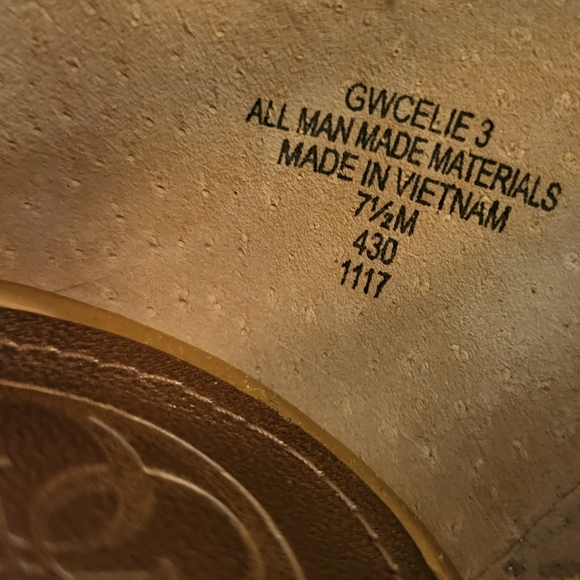 GWCELIE 3
ALL MAN MADE MATERIALS
MADE IN VIETNAM
7½M
430
1117